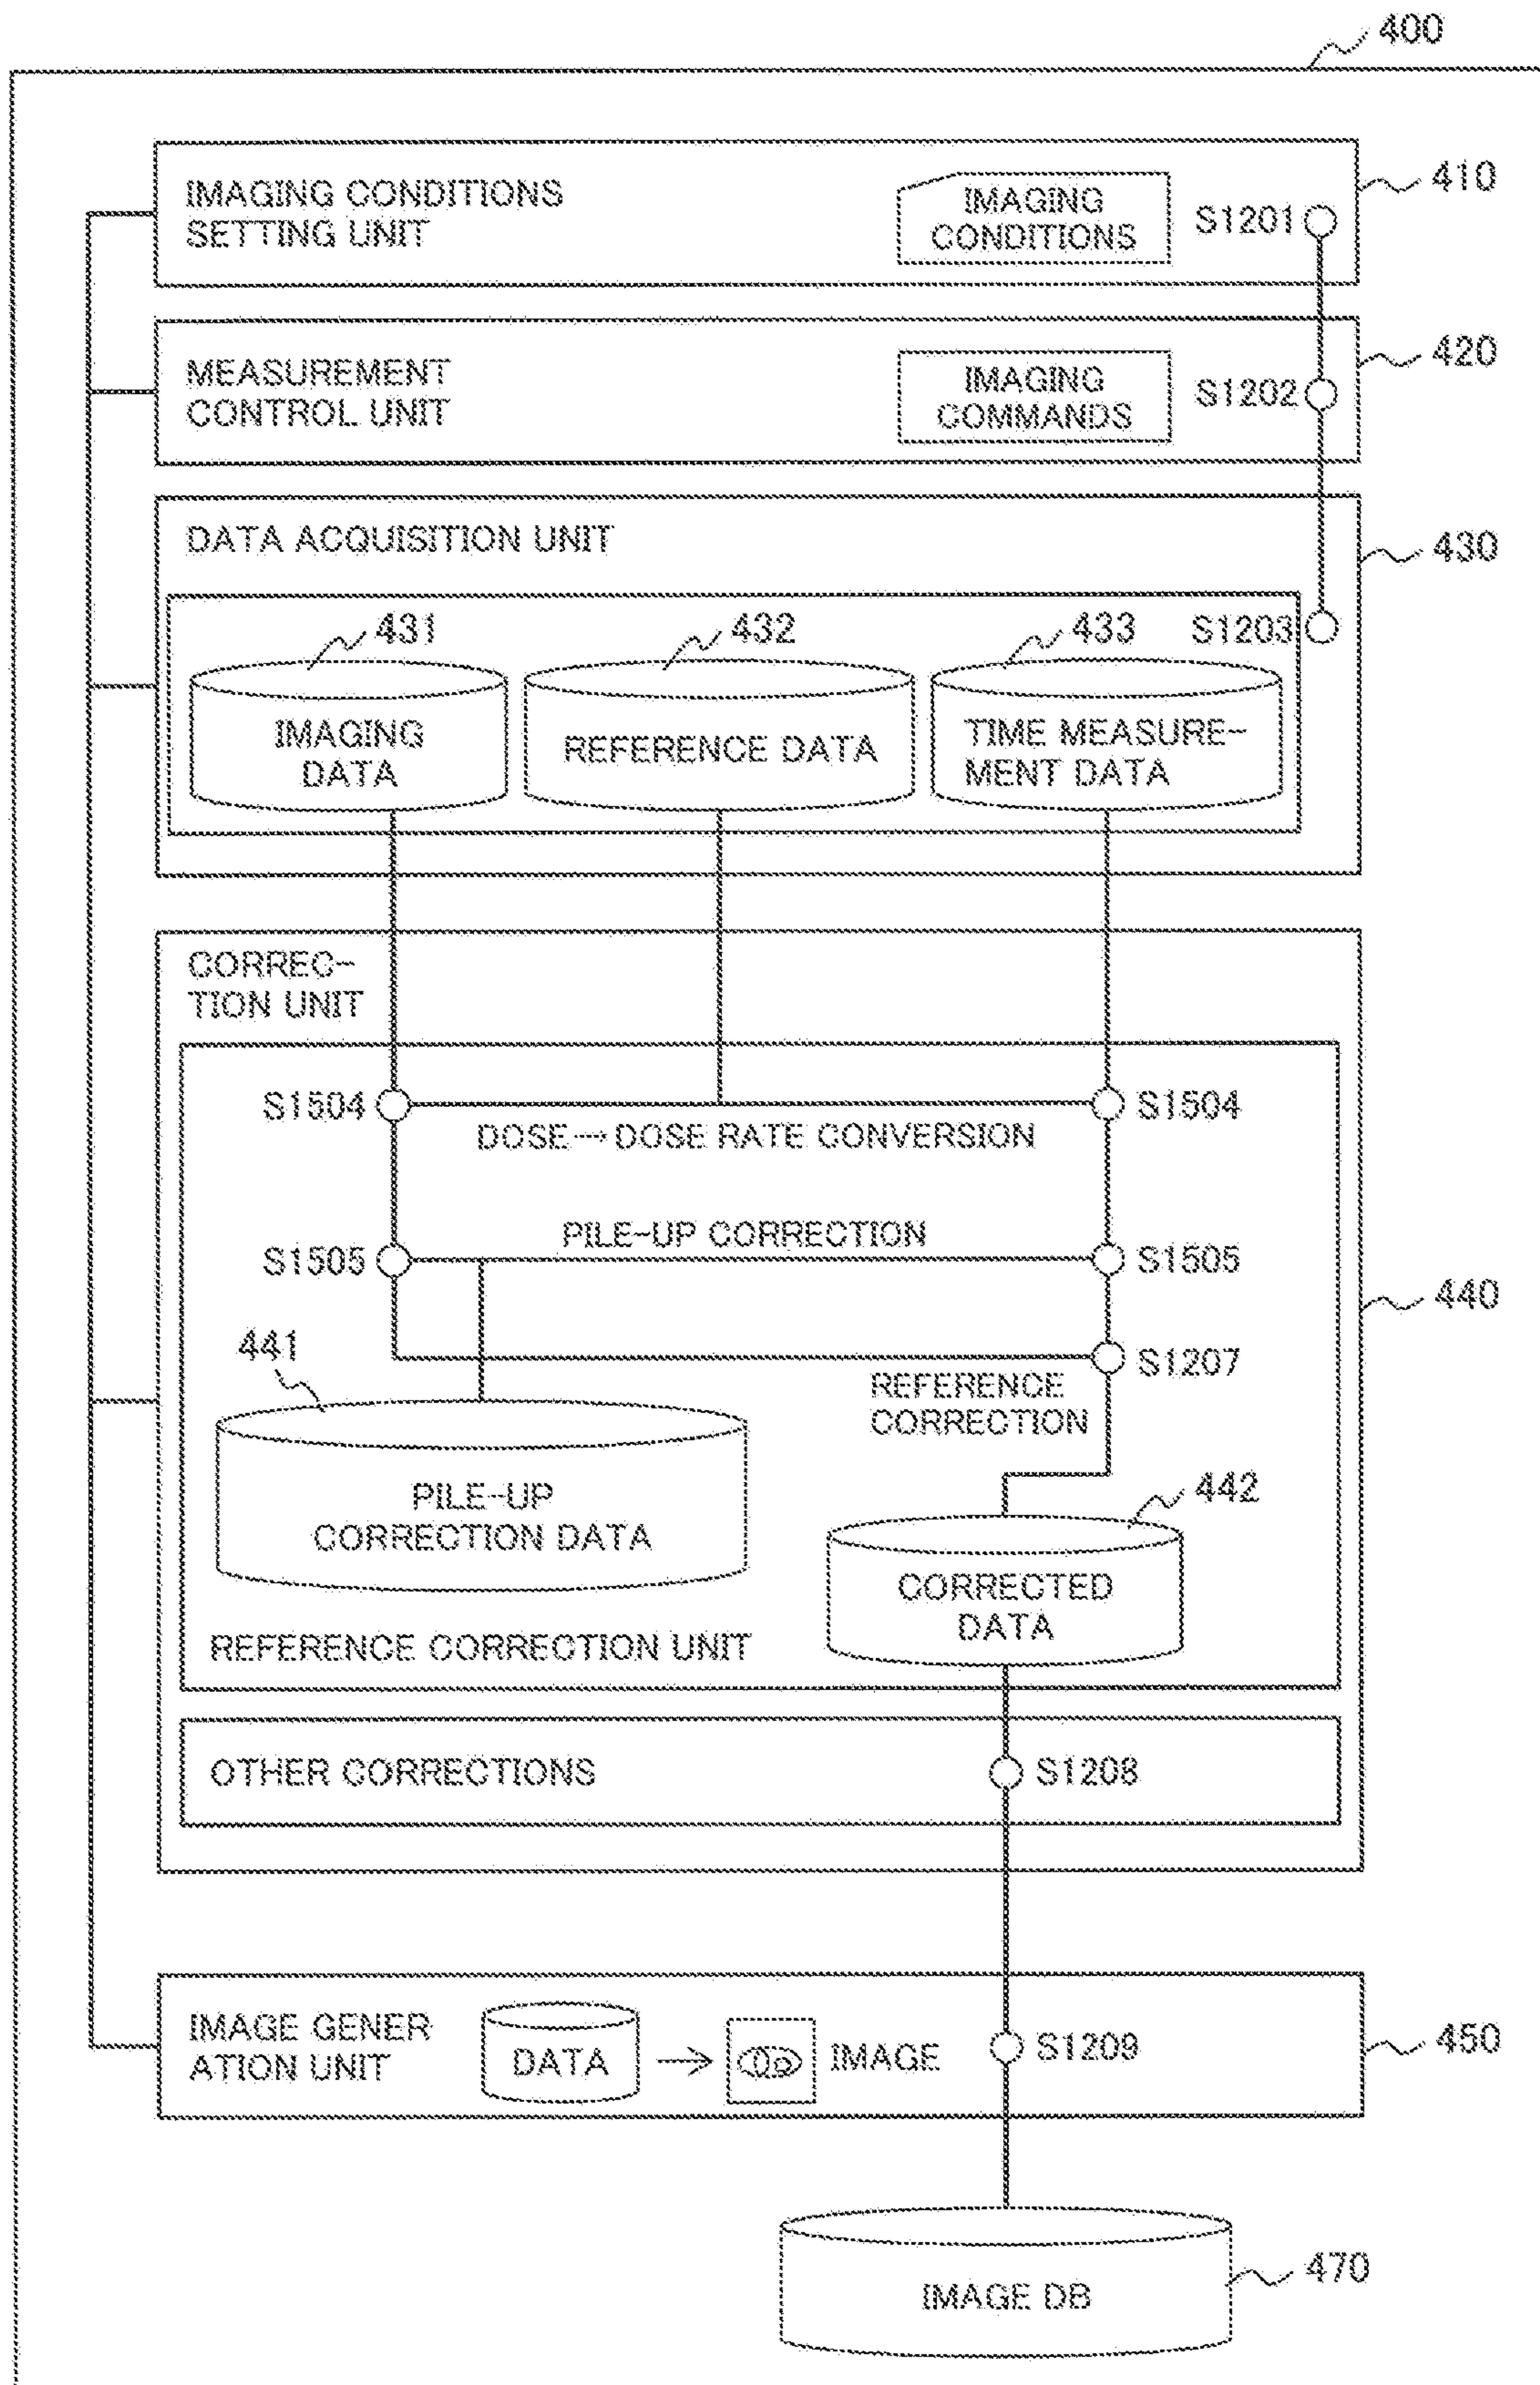 400
IMAGING CONDITIONS
SETTING UNIT
IMAGING
CONDITIONS
S1201
410
MEASUREMENT
CONTROL UNIT
IMAGING
COMMANDS
S1202
420
DATA ACQUISITION UNIT
430
431
432
433
S1203
IMAGING
DATA
REFERENCE DATA
TIME MEASURE-
MENT DATA
CORREC-
TION UNIT
S1504
S1504
DOSE→DOSE RATE CONVERSION
PILE-UP CORRECTION
S1505
S1505
440
441
S1207
REFERENCE
CORRECTION
PILE-UP
CORRECTION DATA
442
CORRECTED
DATA
REFERENCE CORRECTION UNIT
OTHER CORRECTIONS
S1208
IMAGE GENER
ATION UNIT
DATA
→
IMAGE
S1209
450
IMAGE DB
470